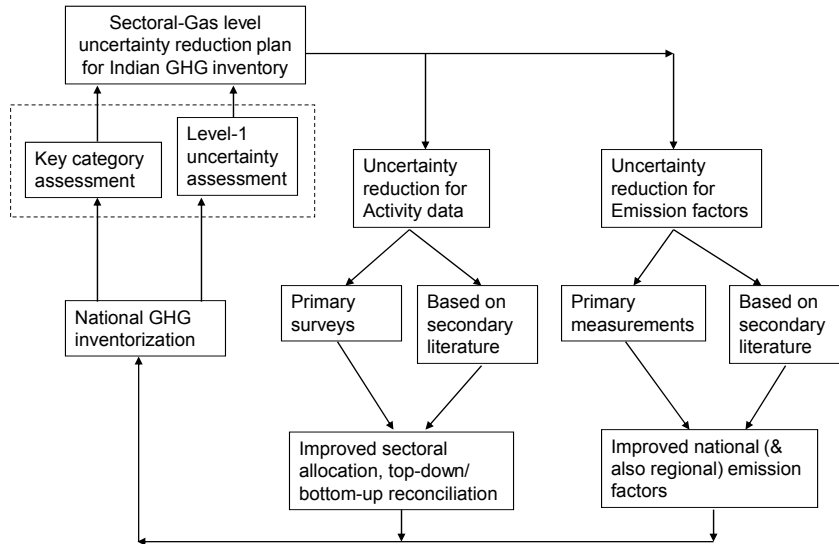 Sectoral-Gas level
uncertainty reduction plan
for Indian GHG inventory
Key category
assessment
Level-1
uncertainty
assessment
Uncertainty
reduction for
Activity data
Uncertainty
reduction for
Emission factors
National GHG
inventorization
Primary
surveys
Based on
secondary
literature
Primary
measurements
Based on
secondary
literature
Improved sectoral
allocation, top-down/
bottom-up reconciliation
Improved national (&
also regional) emission
factors